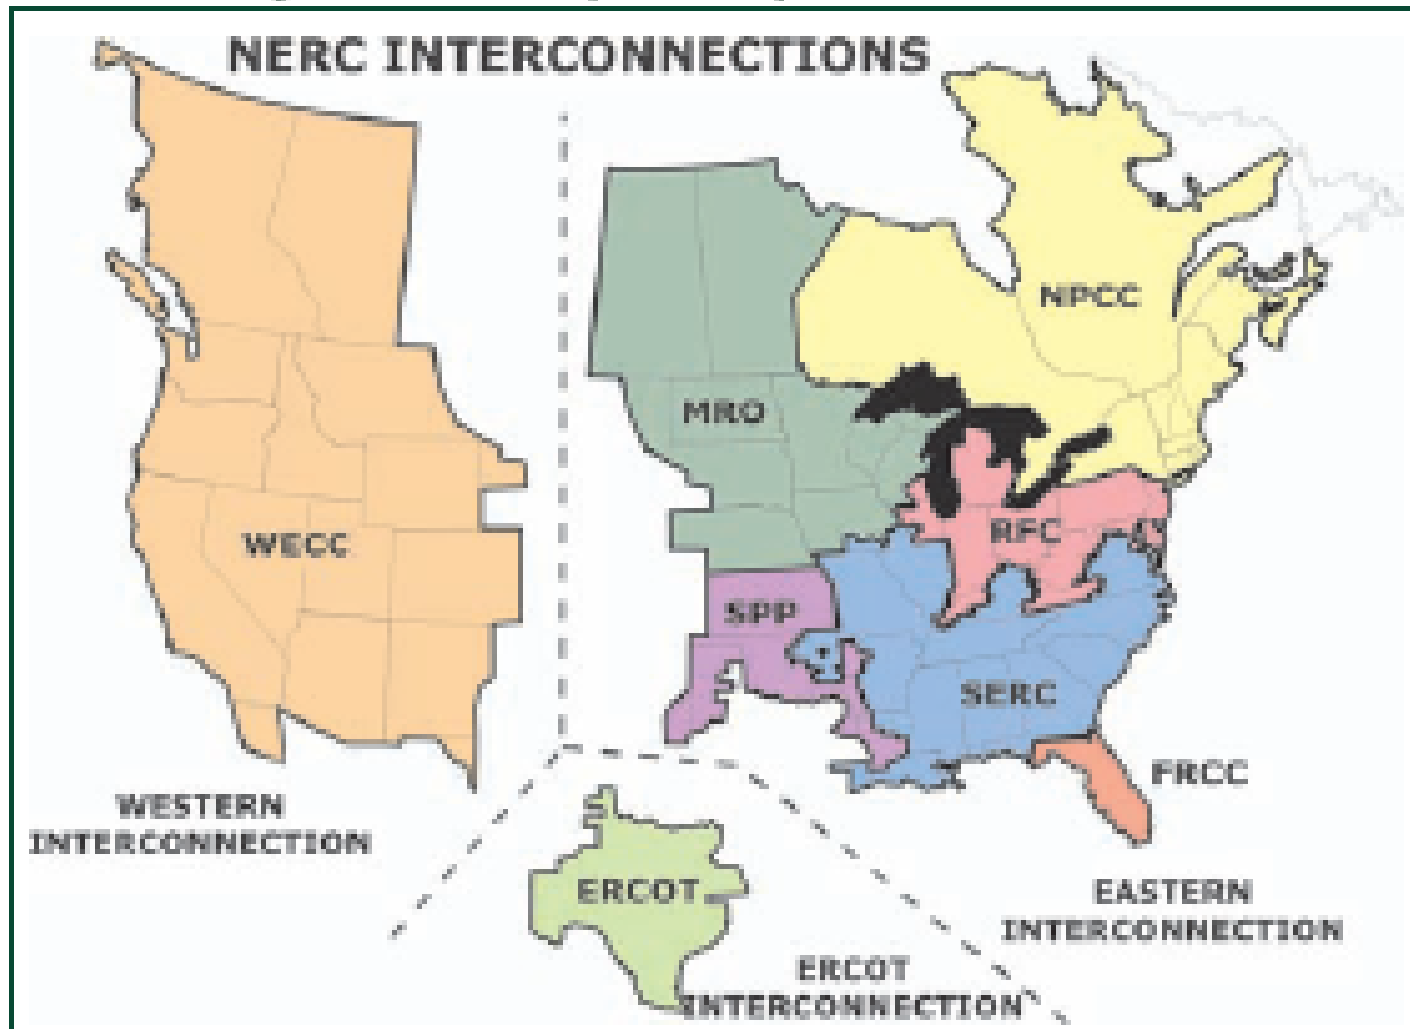 NERC INTERCONNECTIONS
NPCC
MRO
RFC
WECC
SPP
SERC
FRCC
WESTERN
INTERCONNECTION
ERCOT
EASTERN
INTERCONNECTION
ERCOT
INTERCONNECTION